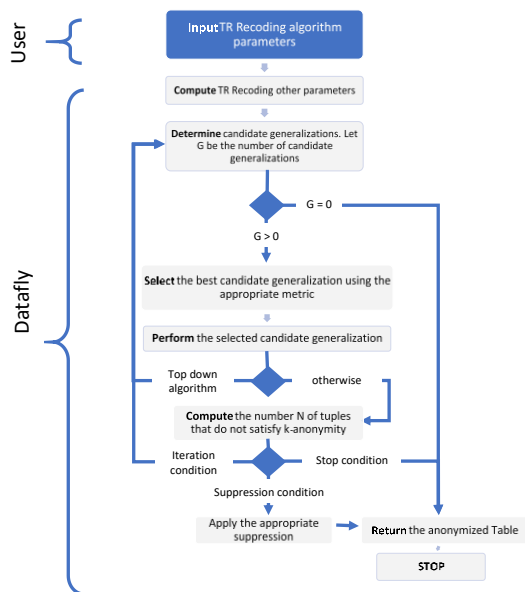 User
Input TR Recoding algorithm
parameters
Compute TR Recoding other parameters
Determine candidate generalizations. Let
G be the number of candidate
generalizations
G = 0
G > 0
Datafly
Select the best candidate generalization using the
appropriate metric
Perform the selected candidate generalization
Top down
algorithm
otherwise
Compute the number N of tuples
that do not satisfy k-anonymity
Iteration
condition
Stop condition
Suppression condition
Apply the appropriate
suppression
Return the anonymized Table
STOP